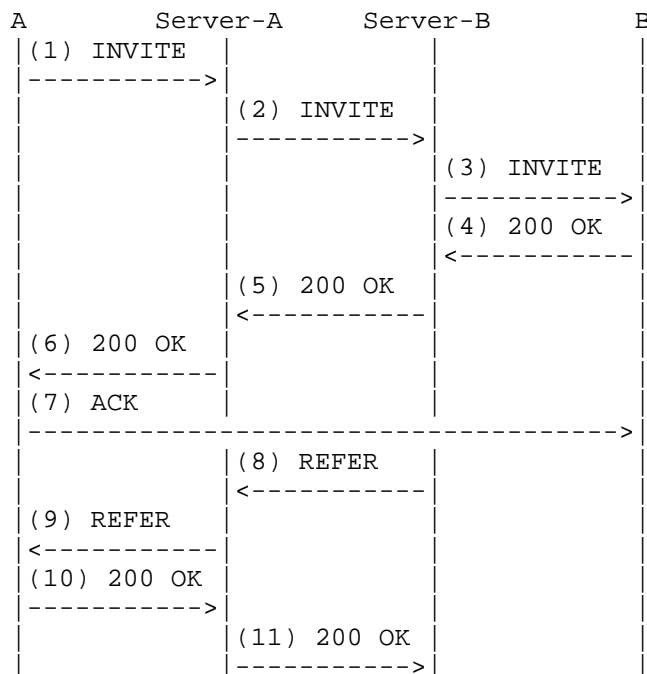 A Server-A Server-B B
(1) INVITE
(2) INVITE
(3) INVITE
(4) 200 OK
(5) 200 OK
(6) 200 OK
(7) ACK
(8) REFER
(9) REFER
(10) 200 OK
(11) 200 OK